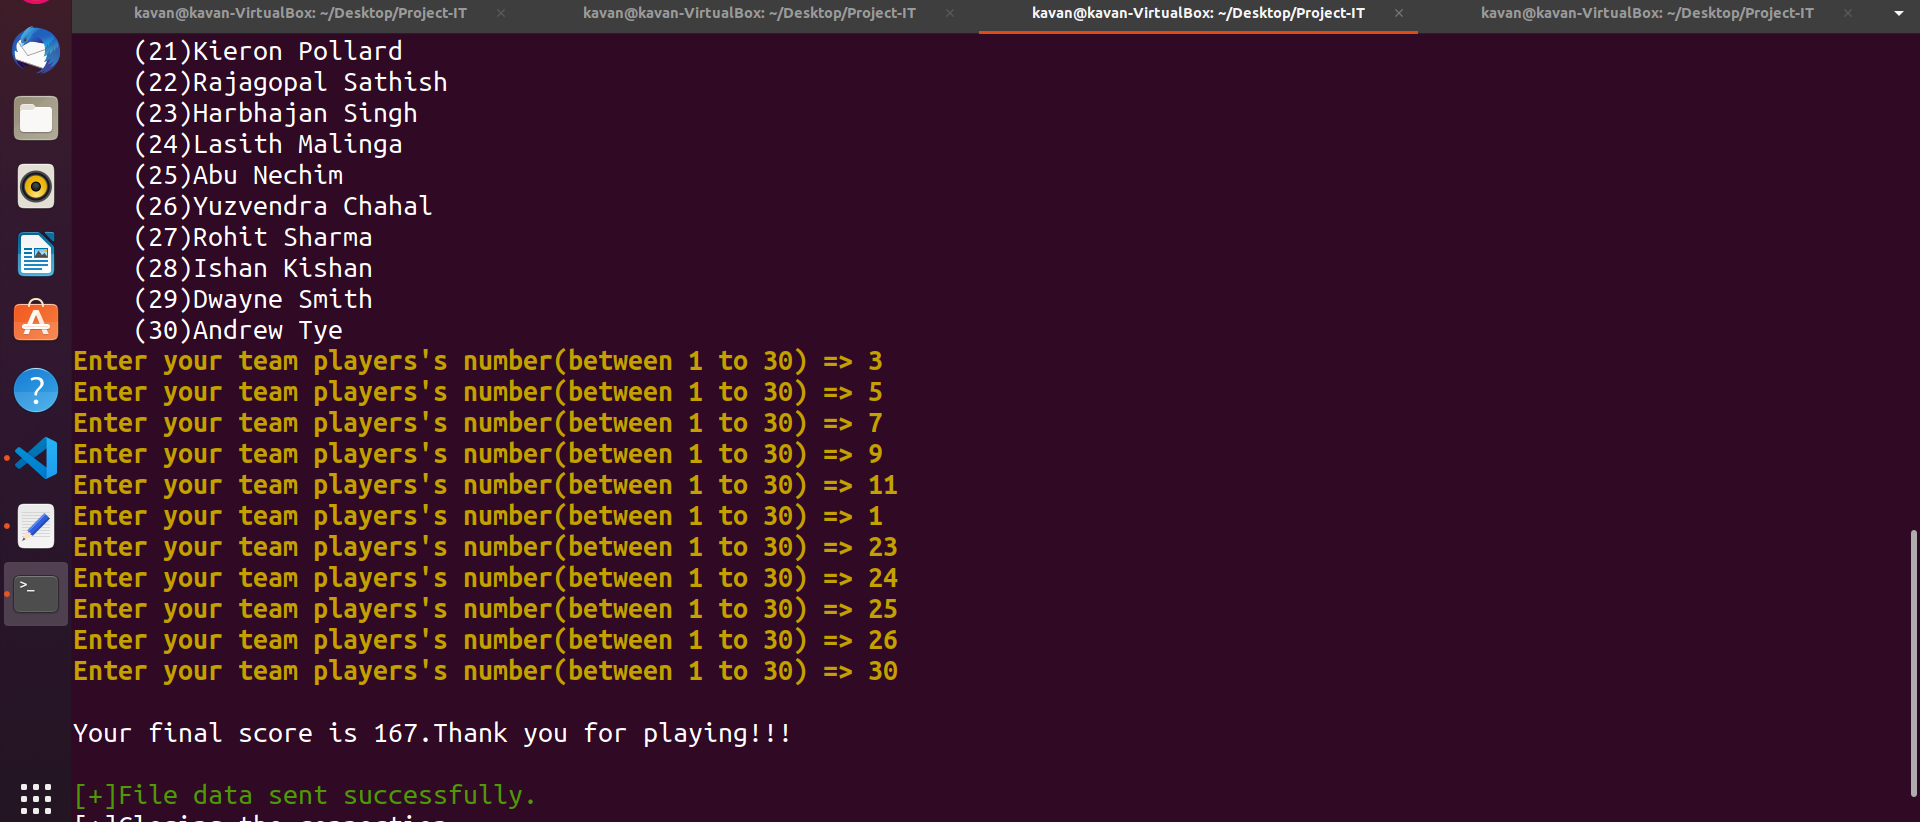 kavan@kavan-VirtualBox: ~/Desktop/Project-IT × kavan@kavan-VirtualBox: ~/Desktop/Project-IT × kavan@kavan-VirtualBox: ~/Desktop/Project-IT × kavan@kavan-VirtualBox: ~/Desktop/Project-IT ×
(21)Kieron Pollard
(22)Rajagopal Sathish
(23)Harbhajan Singh
(24)Lasith Malinga
(25)Abu Nechim
(26)Yuzvendra Chahal
(27)Rohit Sharma
(28)Ishan Kishan
(29)Dwayne Smith
(30)Andrew Tye
Enter your team players's number(between 1 to 30) => 3
Enter your team players's number(between 1 to 30) => 5
Enter your team players's number(between 1 to 30) => 7
Enter your team players's number(between 1 to 30) => 9
Enter your team players's number(between 1 to 30) => 11
Enter your team players's number(between 1 to 30) => 1
Enter your team players's number(between 1 to 30) => 23
Enter your team players's number(between 1 to 30) => 24
Enter your team players's number(between 1 to 30) => 25
Enter your team players's number(between 1 to 30) => 26
Enter your team players's number(between 1 to 30) => 30
Your final score is 167.Thank you for playing!!!
[+]File data sent successfully.
[+]Closing the connection